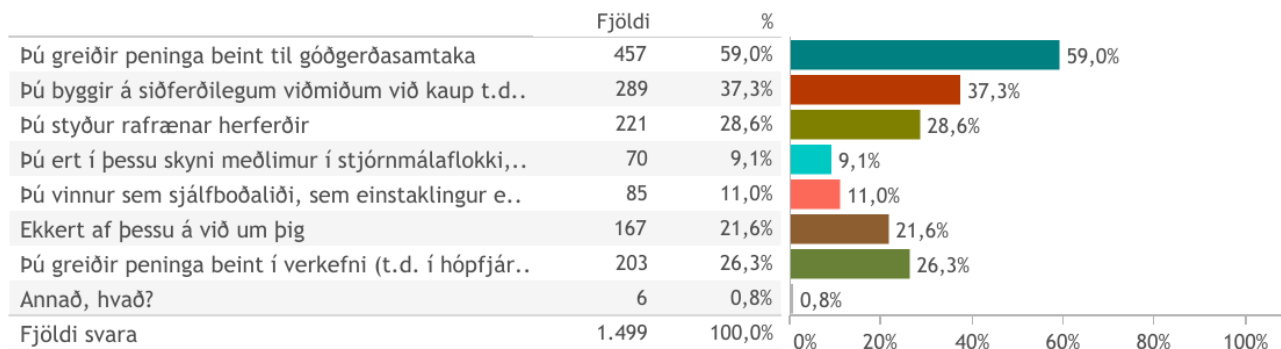 Fjöldi %
Þú greiðir peninga beint til góðgerðasamtaka 457 59,0% 59,0%
Þú byggir á siðferðilegum viðmiðum við kaup t.d.. 289 37,3% 37,3%
Þú styður rafrænar herferðir 221 28,6% 28,6%
Þú ert í þessu skyni meðlimur í stjórnmálaflokki,.. 70 9,1% 9,1%
Þú vinnur sem sjálfboðaliði, sem einstaklingur e.. 85 11,0% 11,0%
Ekkert af þessu á við um þig 167 21,6% 21,6%
Þú greiðir peninga beint í verkefni (t.d. í hópfjár.. 203 26,3% 26,3%
Annað, hvað? 6 0,8% 0,8%
Fjöldi svara 1.499 100,0%
0% 20% 40% 60% 80% 100%